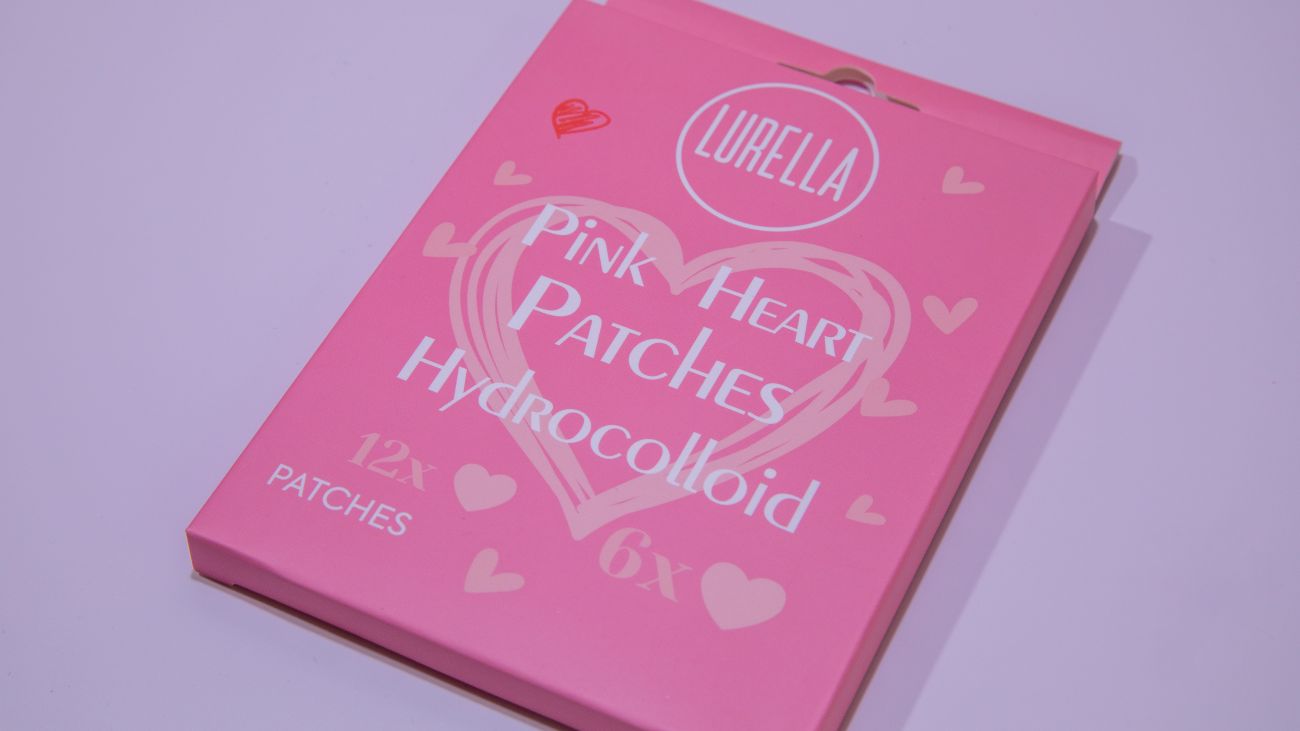 LURELLA
Pink Heart
Patches
Hydrocolloid
12x
PATCHES
6x